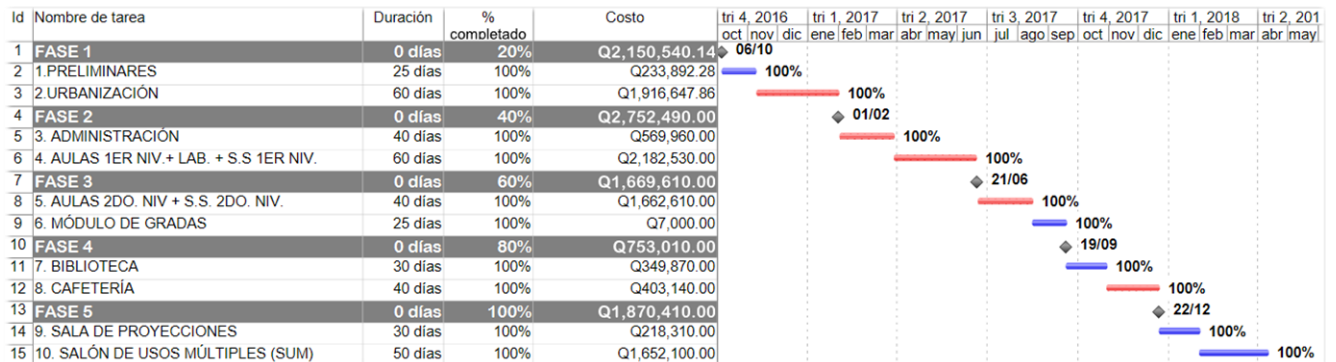 Id Nombre de tarea Duración % completado Costo tri 4, 2016 tri 1, 2017 tri 2, 2017 tri 3, 2017 tri 4, 2017 tri 1, 2018 tri 2, 201
oct nov dic ene feb mar abr may jun jul ago sep oct nov dic ene feb mar abr may
1 FASE 1 0 días 20% Q2,150,540.14 06/10
2 1.PRELIMINARES 25 días 100% Q233,892.28 100%
3 2.URBANIZACIÓN 60 días 100% Q1,916,647.86 100%
4 FASE 2 0 días 40% Q2,752,490.00 01/02
5 3. ADMINISTRACIÓN 40 días 100% Q569,960.00 100%
6 4. AULAS 1ER NIV.+ LAB. + S.S 1ER NIV. 60 días 100% Q2,182,530.00 100%
7 FASE 3 0 días 60% Q1,669,610.00 21/06
8 5. AULAS 2DO. NIV + S.S. 2DO. NIV. 40 días 100% Q1,662,610.00 100%
9 6. MÓDULO DE GRADAS 25 días 100% Q7,000.00 100%
10 FASE 4 0 días 80% Q753,010.00 19/09
11 7. BIBLIOTECA 30 días 100% Q349,870.00 100%
12 8. CAFETERÍA 40 días 100% Q403,140.00 100%
13 FASE 5 0 días 100% Q1,870,410.00 22/12
14 9. SALA DE PROYECCIONES 30 días 100% Q218,310.00 100%
15 10. SALÓN DE USOS MÚLTIPLES (SUM) 50 días 100% Q1,652,100.00 100%